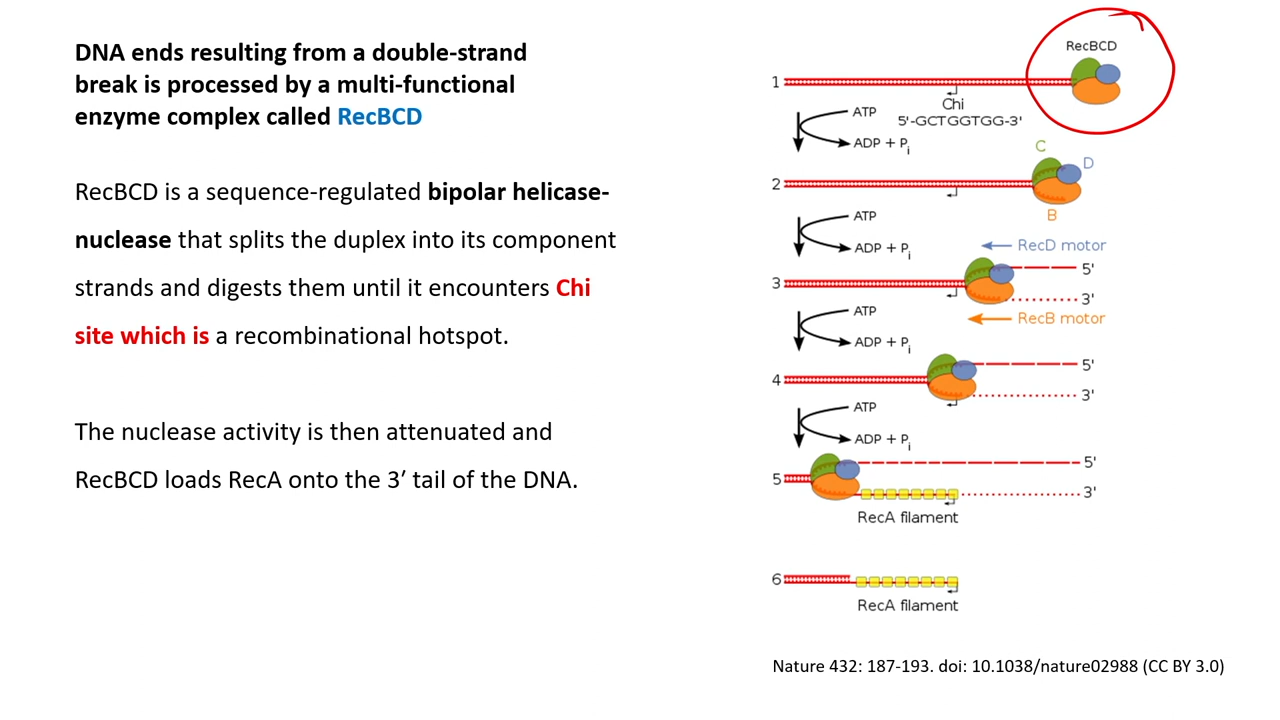 DNA ends resulting from a double-strand
break is processed by a multi-functional
enzyme complex called RecBCD
RecBCD is a sequence-regulated bipolar helicase-
nuclease that splits the duplex into its component
strands and digests them until it encounters Chi
site which is a recombinational hotspot.
The nuclease activity is then attenuated and
RecBCD loads RecA onto the 3’ tail of the DNA.
RecBCD
1
Chi
5'-GCTGGTGG-3'
ATP
ADP + Pi
C
D
2
B
ATP
ADP + Pi
RecD motor
5'
3
3'
RecB motor
ATP
ADP + Pi
5'
4
3'
ATP
ADP + Pi
5'
5
3'
RecA filament
6
RecA filament
Nature 432: 187-193. doi: 10.1038/nature02988 (CC BY 3.0)